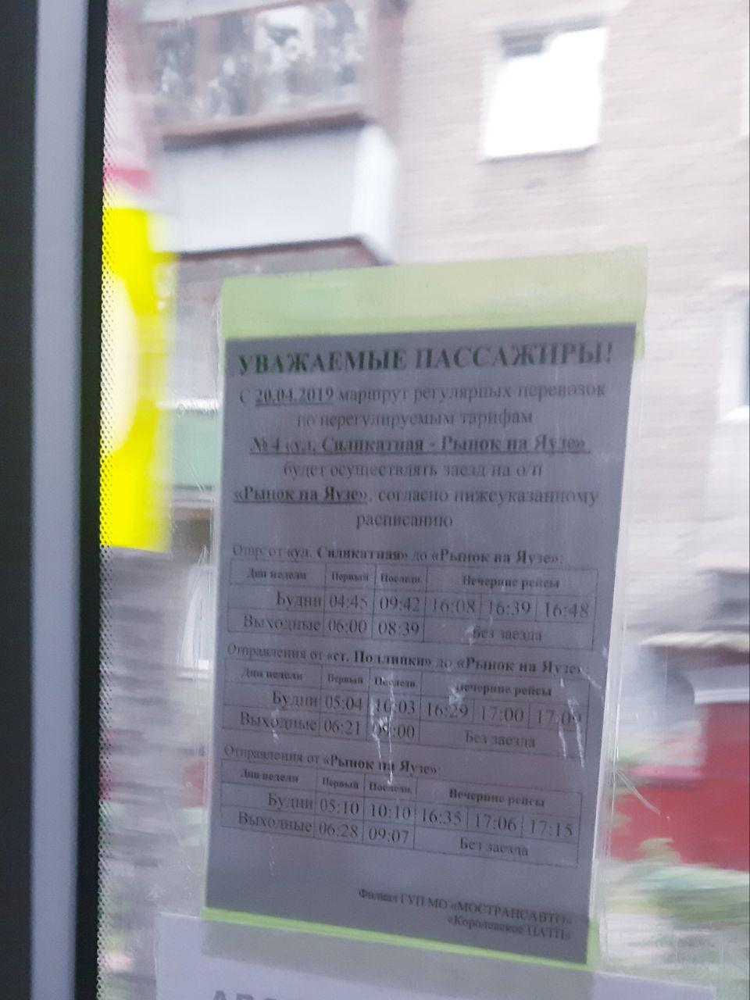 УВАЖАЕМЫЕ ПАССАЖИРЫ!
С 20.04.2019 маршрут регулярных перевозок
по нерегулируемым тарифам
№ 4 «ул. Силикатная - Рынок на Яузе»
будет осуществлять заезд на о/п
«Рынок на Яузе», согласно нижеуказанному
расписанию
Отпр. от «ул. Силикатная» до «Рынок на Яузе»:
Дни недели Первый Последн. Вечерние рейсы
Будни 04:45 09:42 16:08 16:39 16:48
Выходные 06:00 08:39 Без заезда
Отправления от «ст. Подлипки» до «Рынок на Яузе»:
Дни недели Первый Последн. Вечерние рейсы
Будни 05:04 10:03 16:29 17:00 17:09
Выходные 06:21 09:00 Без заезда
Отправления от «Рынок на Яузе»:
Дни недели Первый Последн. Вечерние рейсы
Будни 05:10 10:10 16:35 17:06 17:15
Выходные 06:28 09:07 Без заезда
Филиал ГУП МО «МОСТРАНСАВТО»
«Королевское ПАТП»